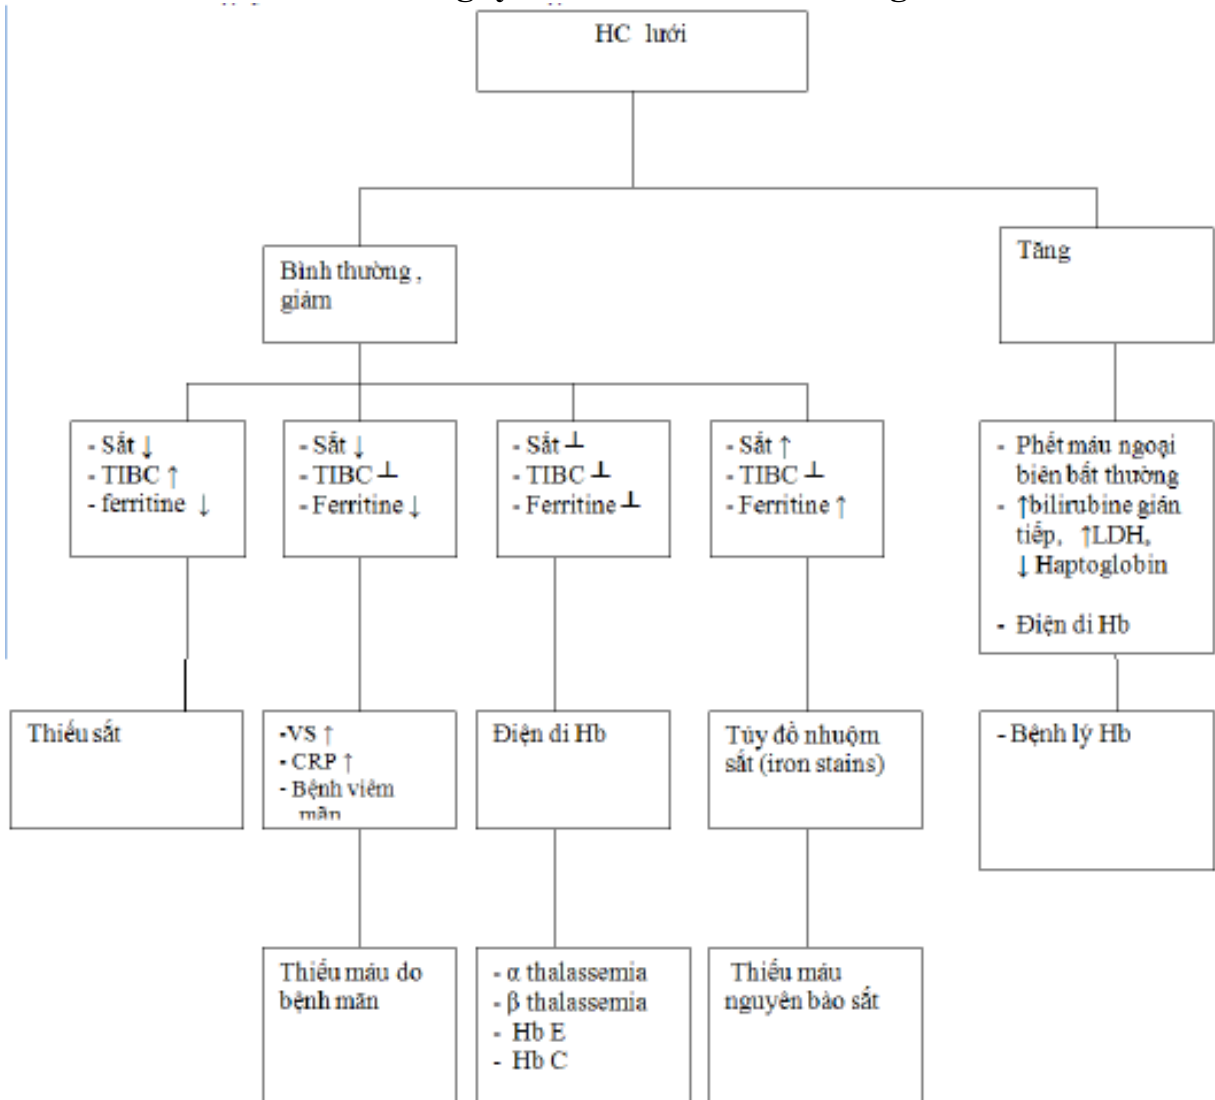 HC lưới
Bình thường ,
giảm
Tăng
- Sắt ↓
- TIBC ↑
- ferritine ↓
- Sắt ↓
- TIBC ┴
- Ferritine ↓
- Sắt ┴
- TIBC ┴
- Ferritine ┴
- Sắt ↑
- TIBC ┴
- Ferritine ↑
- Phết máu ngoại
biên bất thường
- ↑bilirubine gián
tiếp, ↑LDH,
↓ Haptoglobin
- Điện di Hb
Thiếu sắt
-VS ↑
- CRP ↑
- Bệnh viêm
mãn
Điện di Hb
Tủy đồ nhuộm
sắt (iron stains)
- Bệnh lý Hb
Thiếu máu do
bệnh mãn
- α thalassemia
- β thalassemia
- Hb E
- Hb C
Thiếu máu
nguyên bào sắt